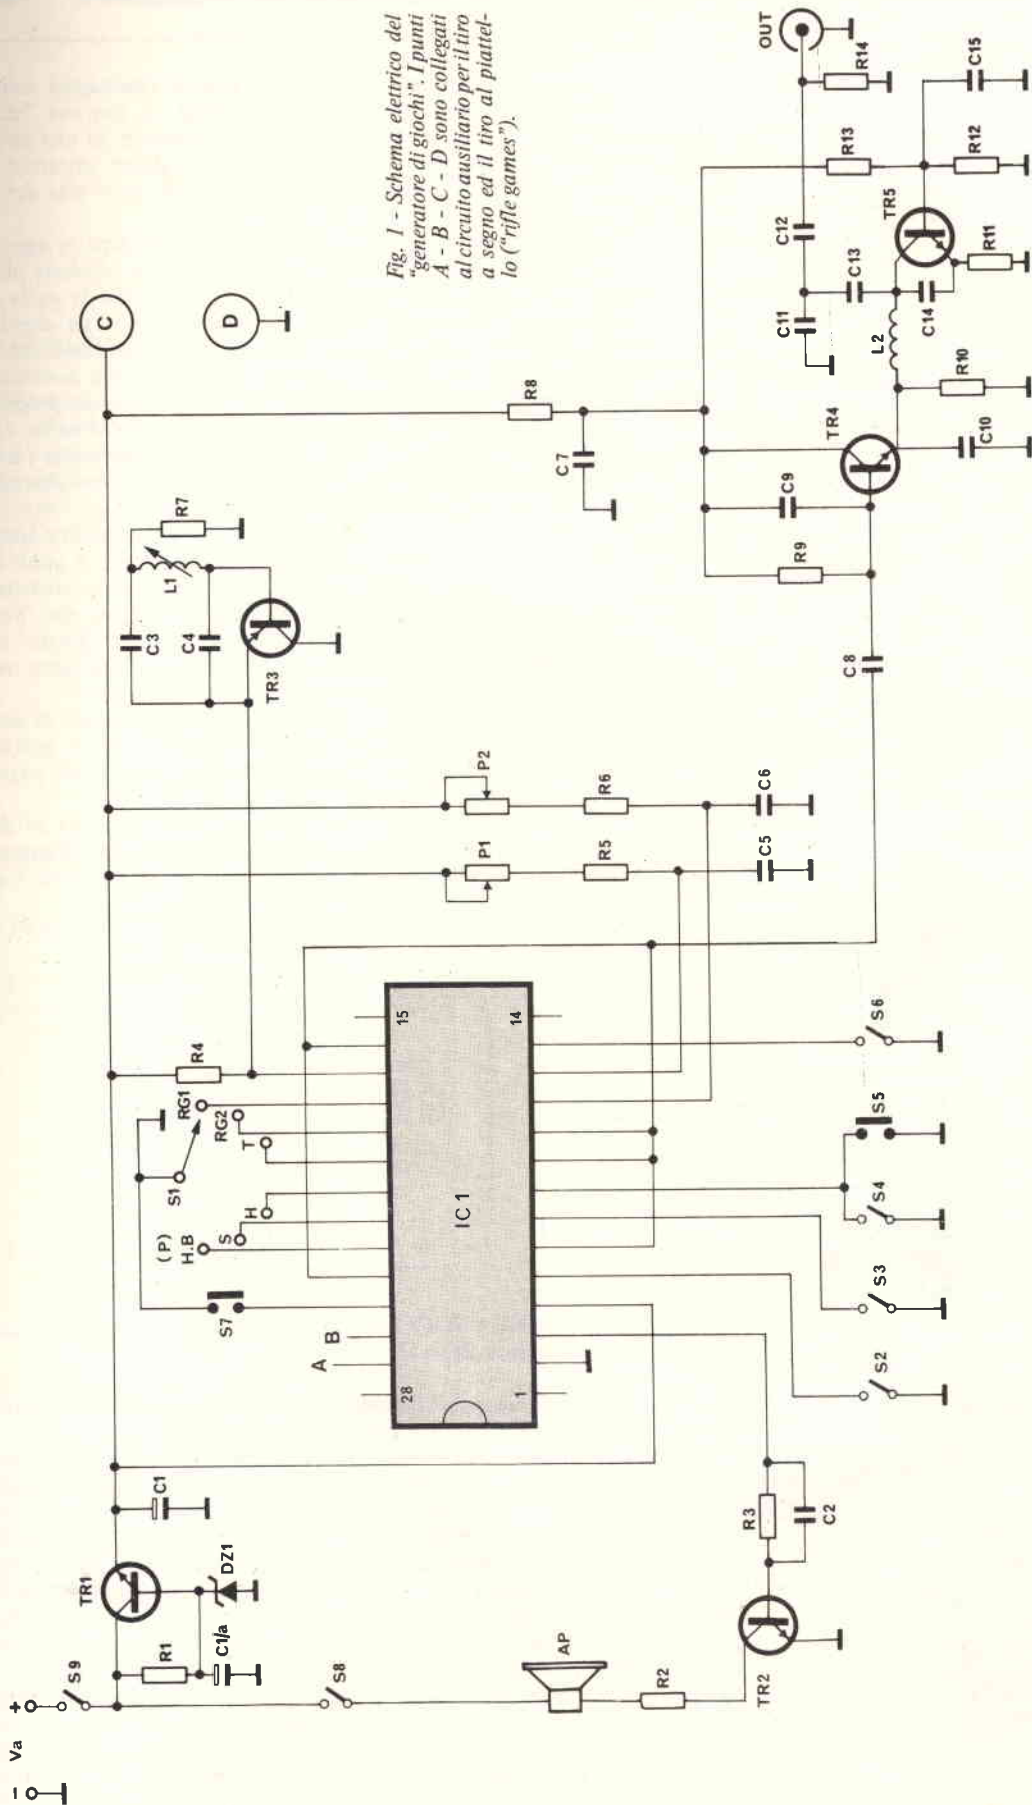 Fig. 1 - Schema elettrico del
"generatore di giochi". I punti
A - B - C - D sono collegati
al circuito ausiliario per il tiro
a segno ed il tiro al piattel-
lo ("rifle games").
- Va +
S9
TR1
R1
C1/a
DZ1
C1
S8
AP
R2
TR2
R3
C2
A
B
S7
(P)
H.B
S
H
S1
T
RG2
RG1
R4
28
15
IC1
1
14
S2
S3
S4
S5
S6
P1
P2
R5
R6
C5
C6
TR3
C3
C4
L1
R7
C
D
R8
C7
C8
R9
C9
TR4
C10
R10
L2
C11
C12
C13
C14
TR5
R11
R12
R13
R14
C15
OUT